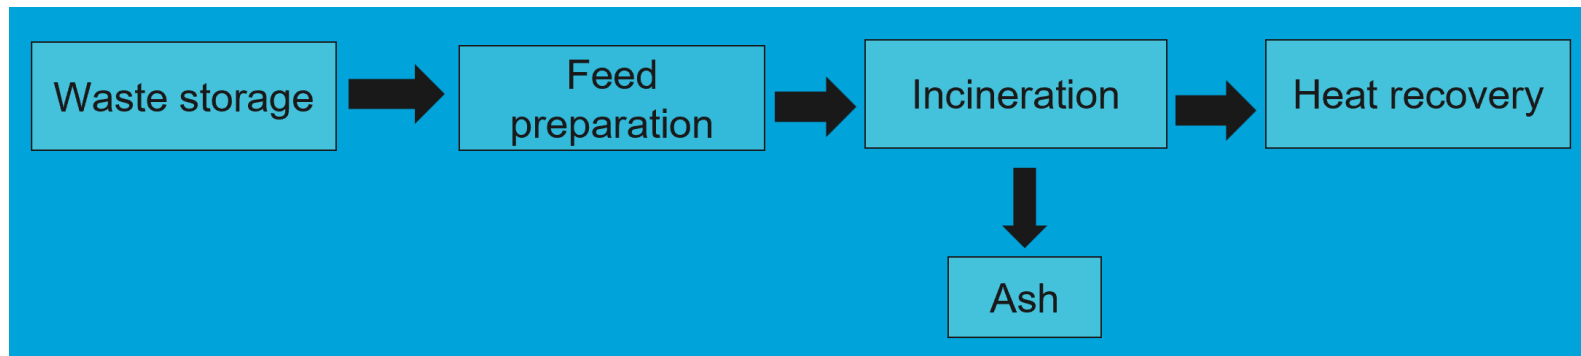 Waste storage
Feed
preparation
Incineration
Heat recovery
Ash